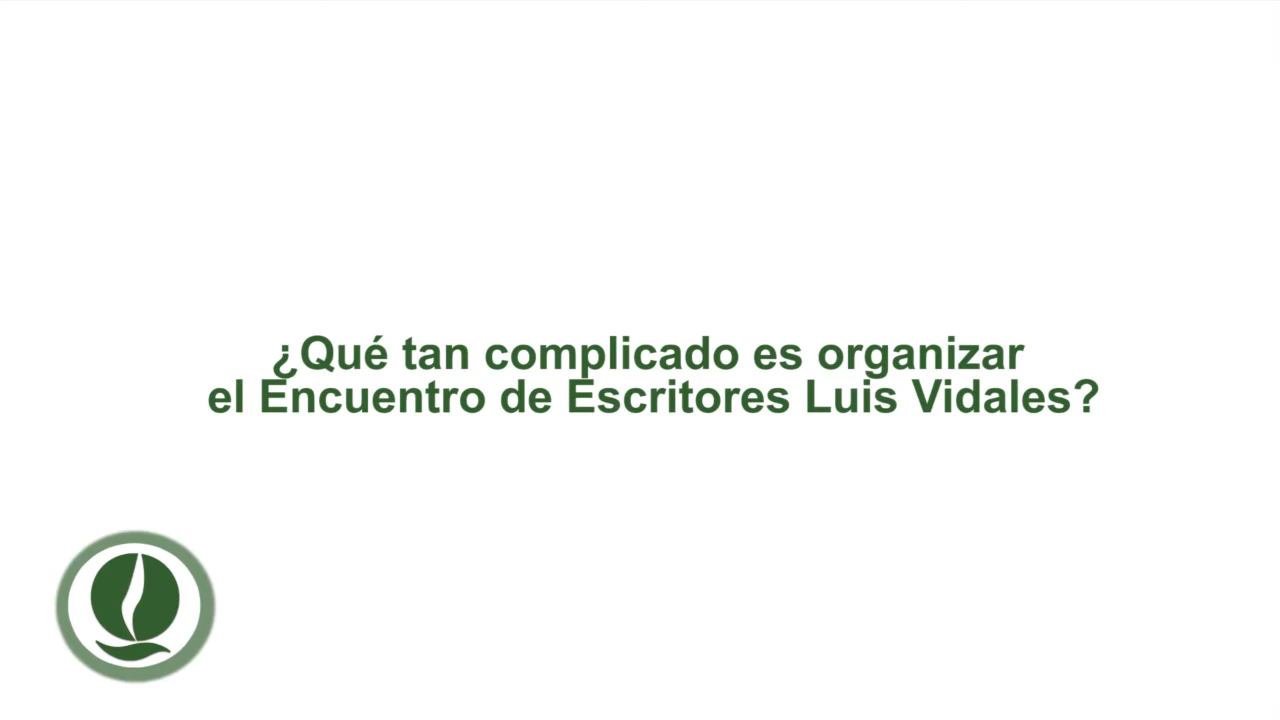 ¿Qué tan complicado es organizar
el Encuentro de Escritores Luis Vidales?